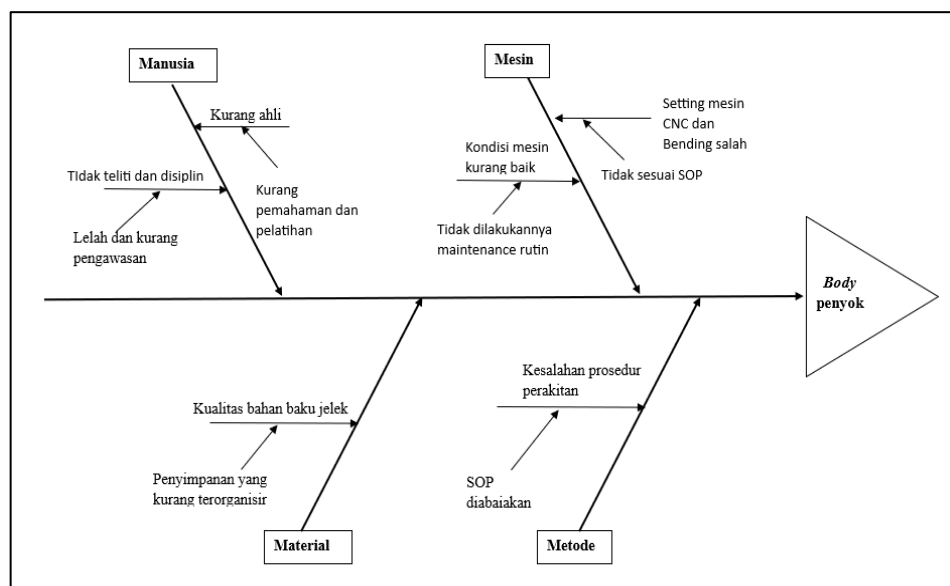 Manusia
Mesin
Kurang ahli
Setting mesin
CNC dan
Bending salah
Kondisi mesin
kurang baik
TIdak teliti dan disiplin
Kurang
pemahaman dan
pelatihan
Tidak sesuai SOP
Lelah dan kurang
pengawasan
Tidak dilakukannya
maintenance rutin
Body
penyok
Kesalahan prosedur
perakitan
Kualitas bahan baku jelek
Penyimpanan yang
kurang terorganisir
SOP
diabaiakan
Material
Metode